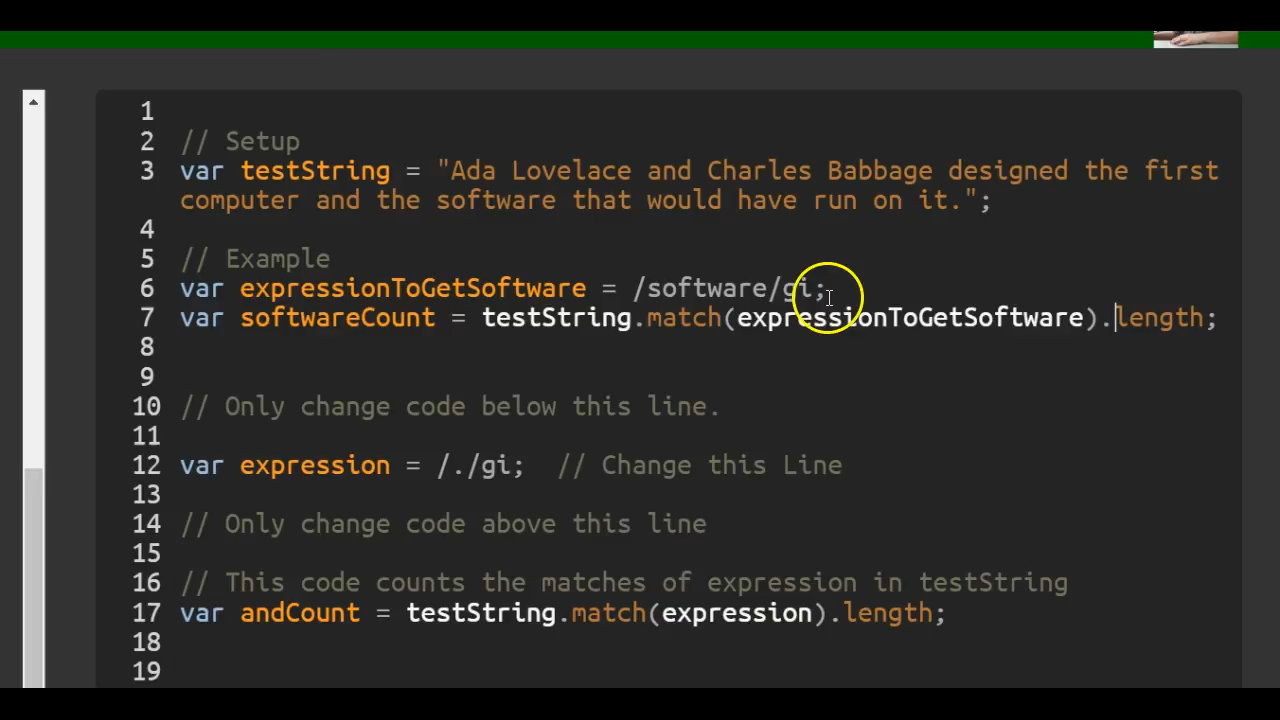 1
2 // Setup
3 var testString = "Ada Lovelace and Charles Babbage designed the first
computer and the software that would have run on it.";
4
5 // Example
6 var expressionToGetSoftware = /software/gi;
7 var softwareCount = testString.match(expressionToGetSoftware).length;
8
9
10 // Only change code below this line.
11
12 var expression = /./gi;  // Change this Line
13
14 // Only change code above this line
15
16 // This code counts the matches of expression in testString
17 var andCount = testString.match(expression).length;
18
19